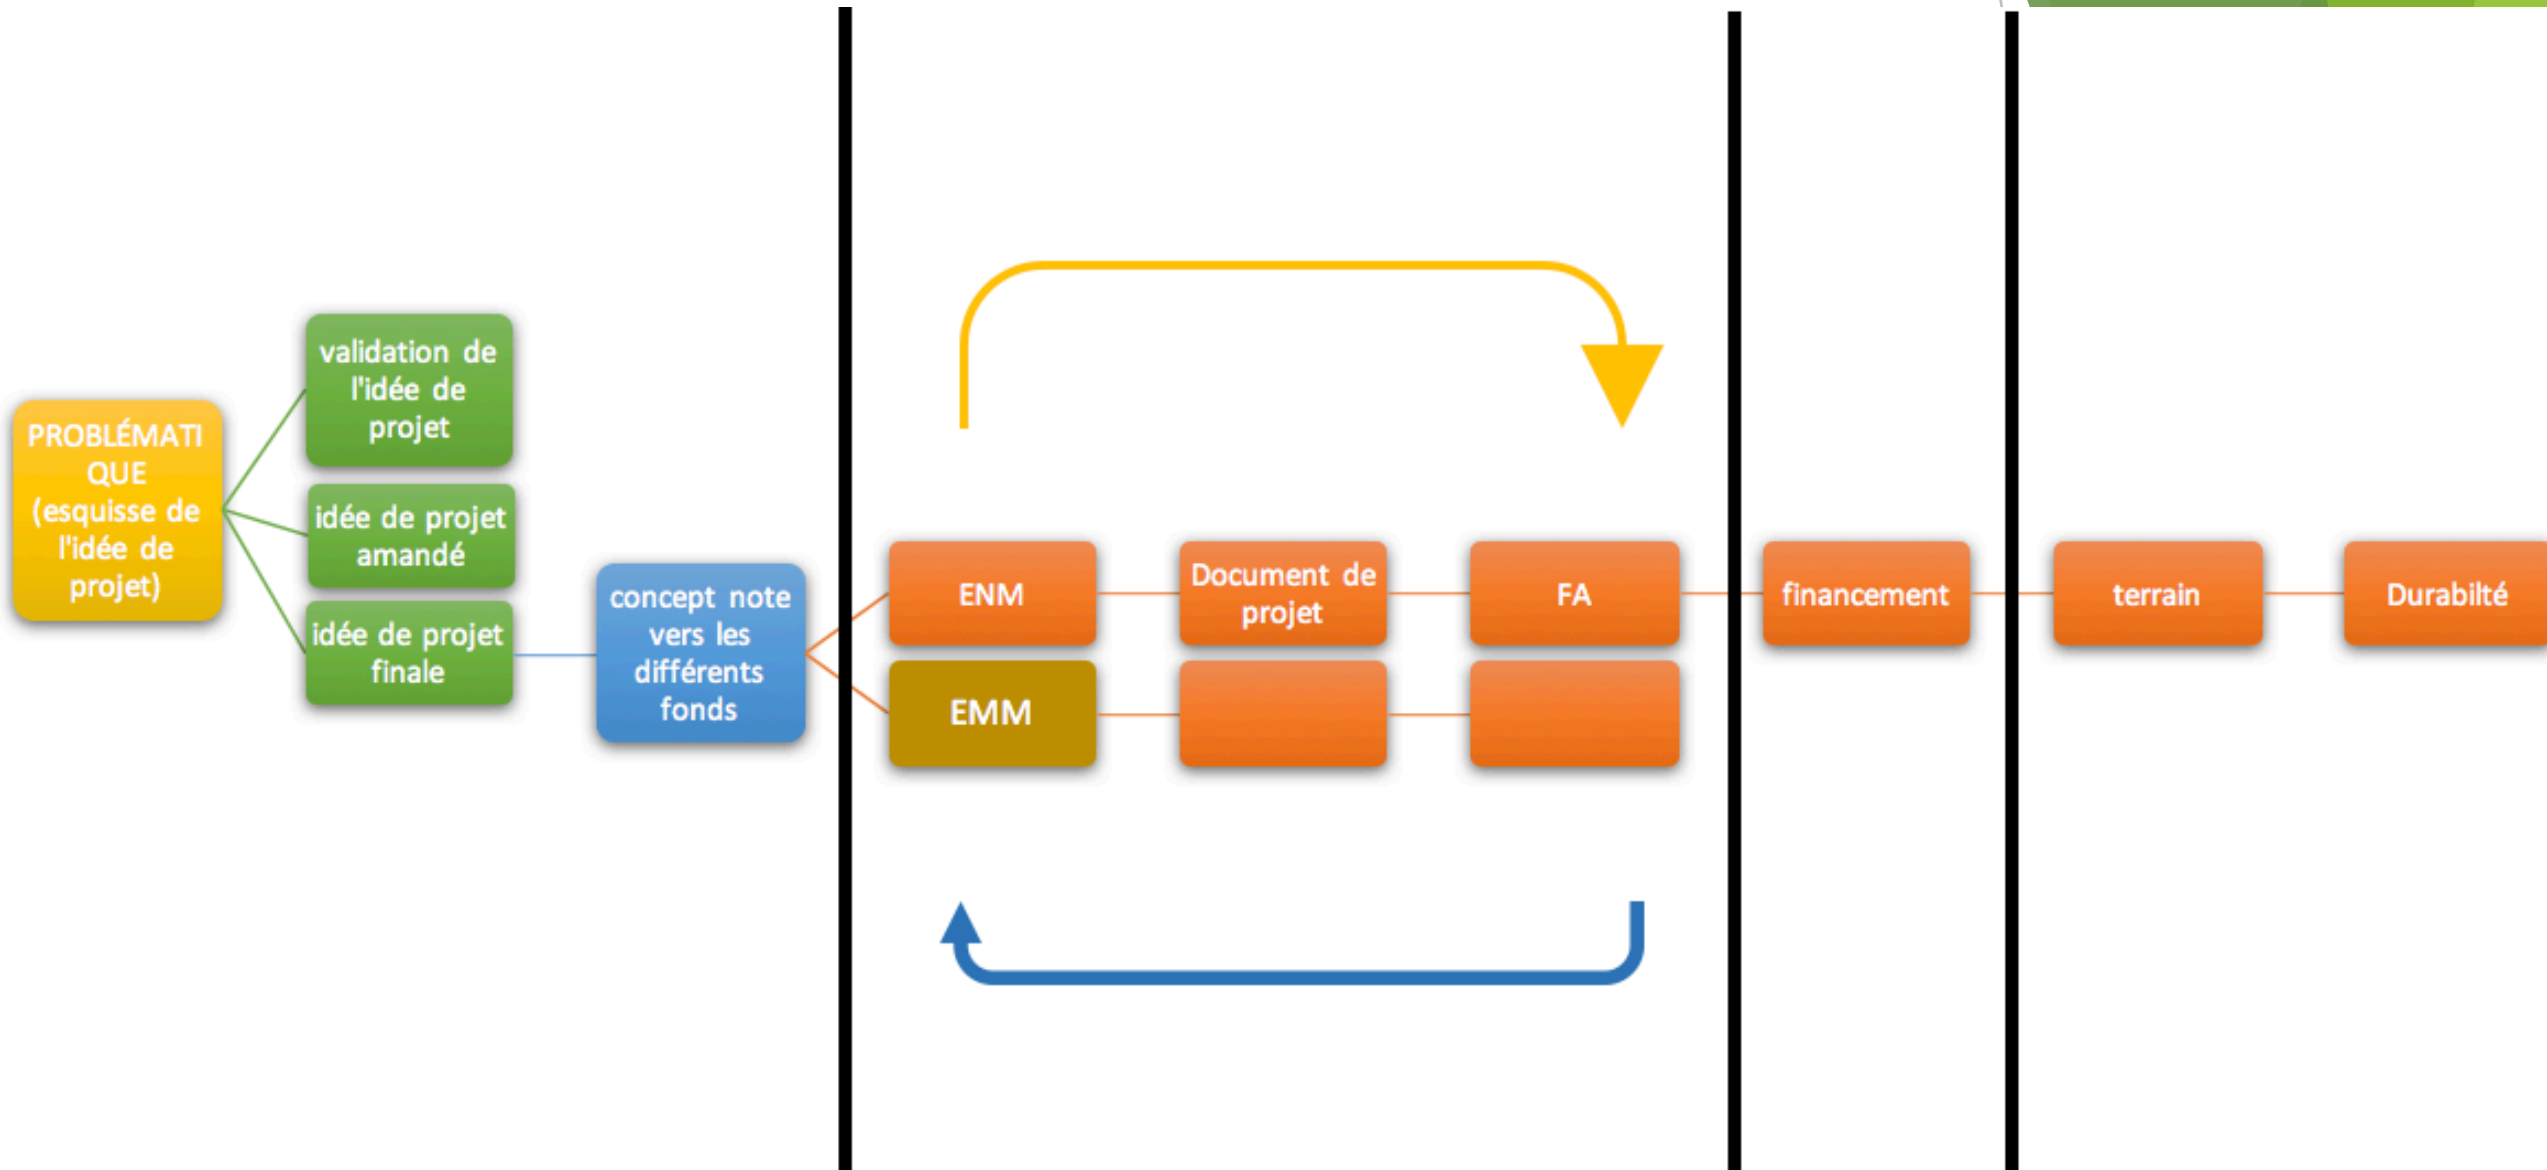 PROBLÉMATI
QUE
(esquisse de
l'idée de
projet)
validation de
l'idée de
projet
idée de projet
amandé
idée de projet
finale
concept note
vers les
différents
fonds
ENM
Document de
projet
FA
financement
terrain
Durabilté
EMM